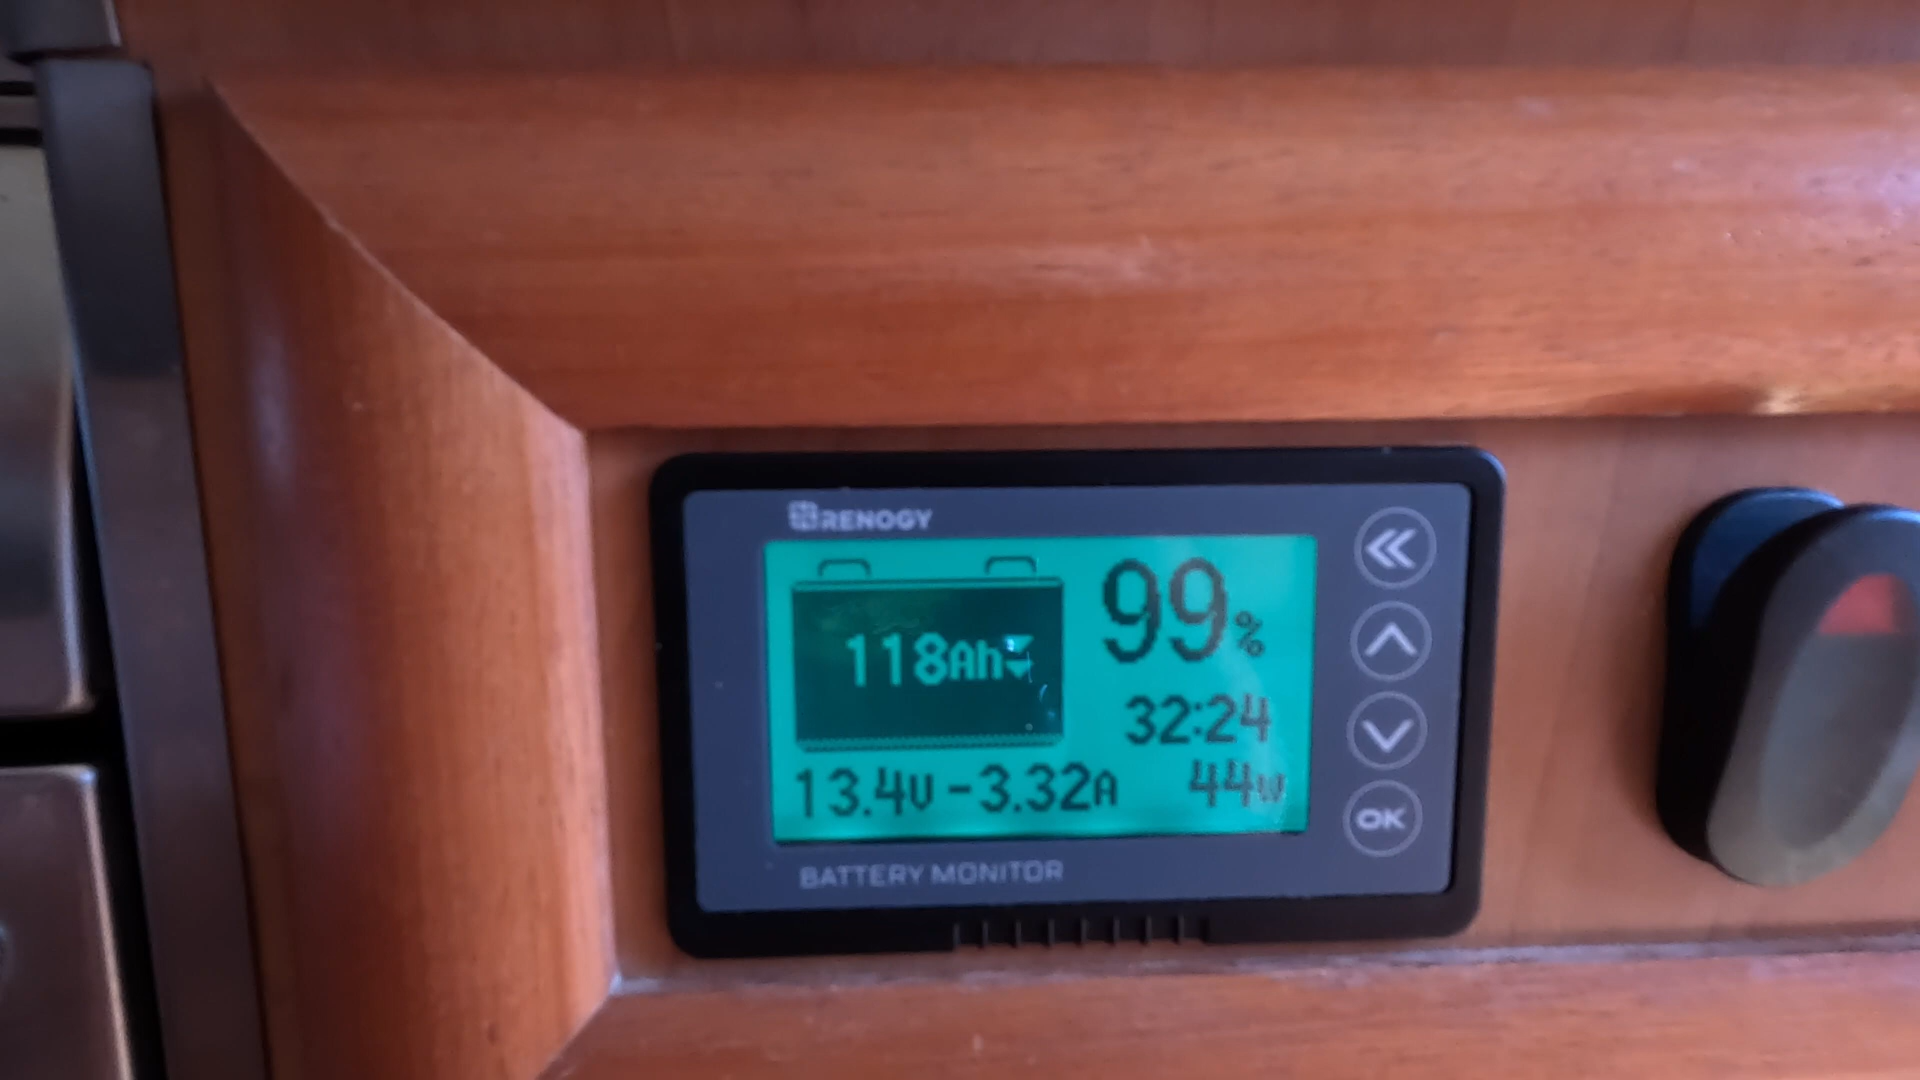 RENOGY
118Ah
99%
32:24
13.4V -3.32A 44W
OK
BATTERY MONITOR